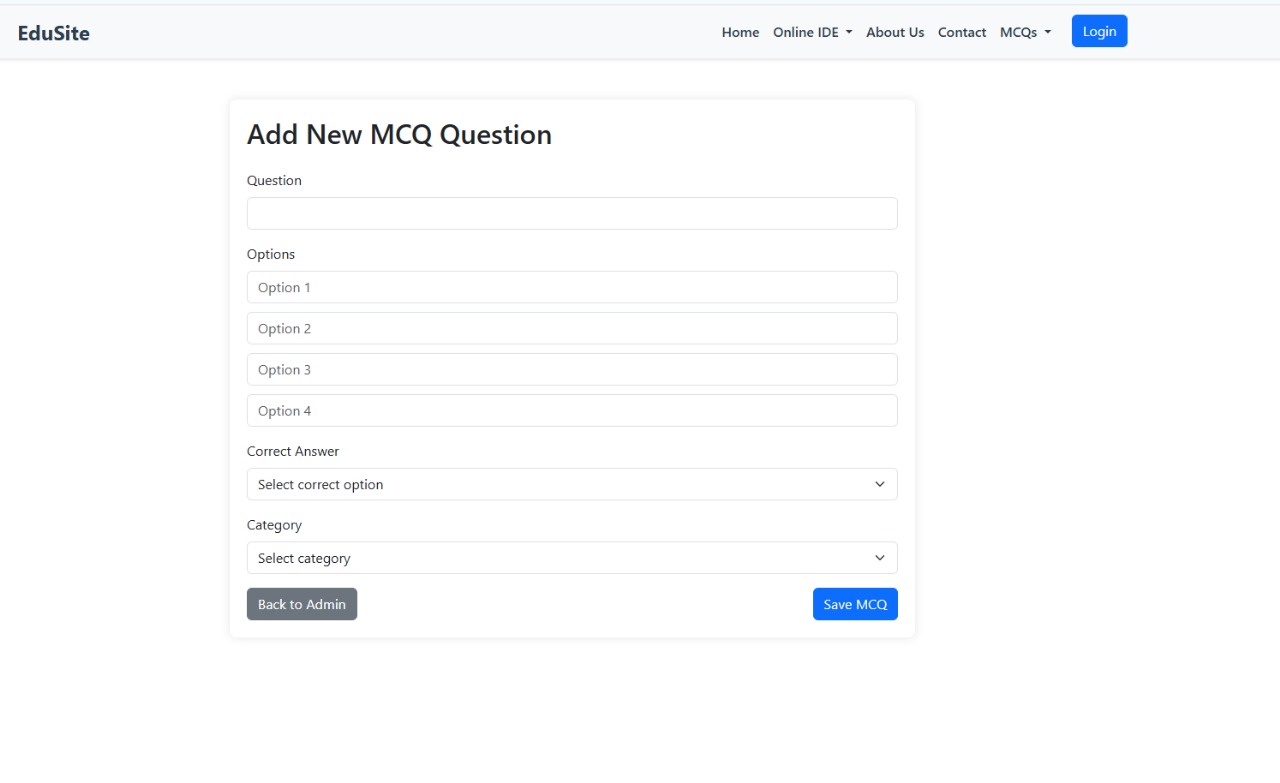 EduSite Home Online IDE About Us Contact MCQs Login
Add New MCQ Question
Question
Options
Option 1
Option 2
Option 3
Option 4
Correct Answer
Select correct option
Category
Select category
Back to Admin Save MCQ